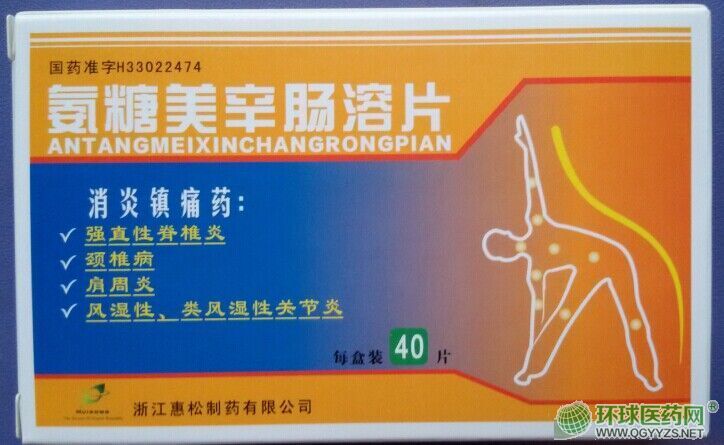 国药准字H33022474
氨糖美辛肠溶片
ANTANGMEIXINCHANGRONGPIAN
消炎镇痛药:
✓ 强直性脊椎炎
✓ 颈椎病
✓ 肩周炎
✓ 风湿性、类风湿性关节炎
每盒装 40 片
HUISONG
浙江惠松制药有限公司
环球医药网
WWW.QGYYZS.NET